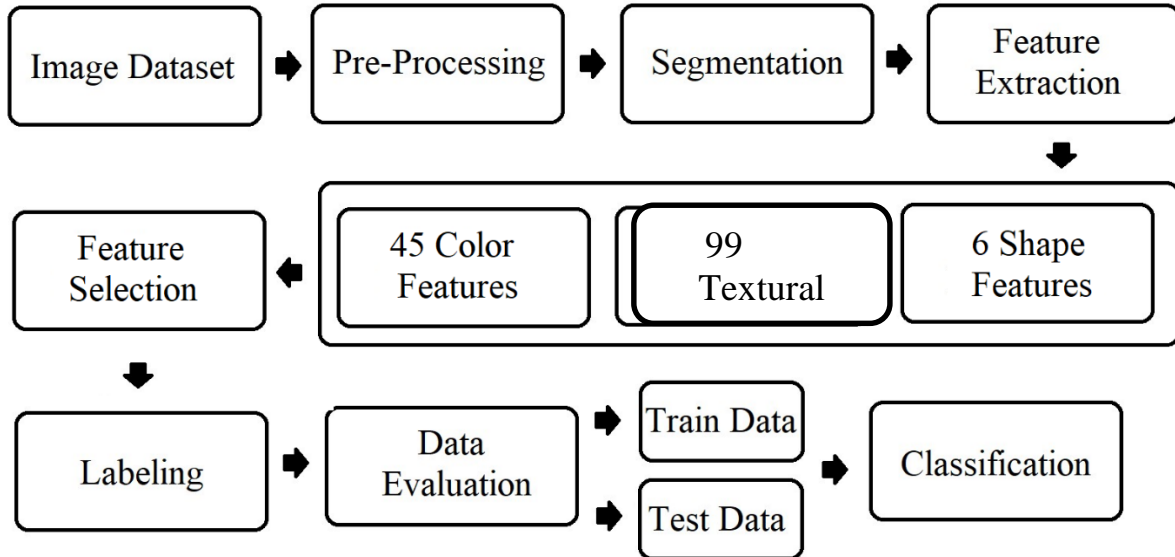 Image Dataset
Pre-Processing
Segmentation
Feature
Extraction
45 Color
Features
99
Textural
6 Shape
Features
Feature
Selection
Labeling
Data
Evaluation
Train Data
Test Data
Classification